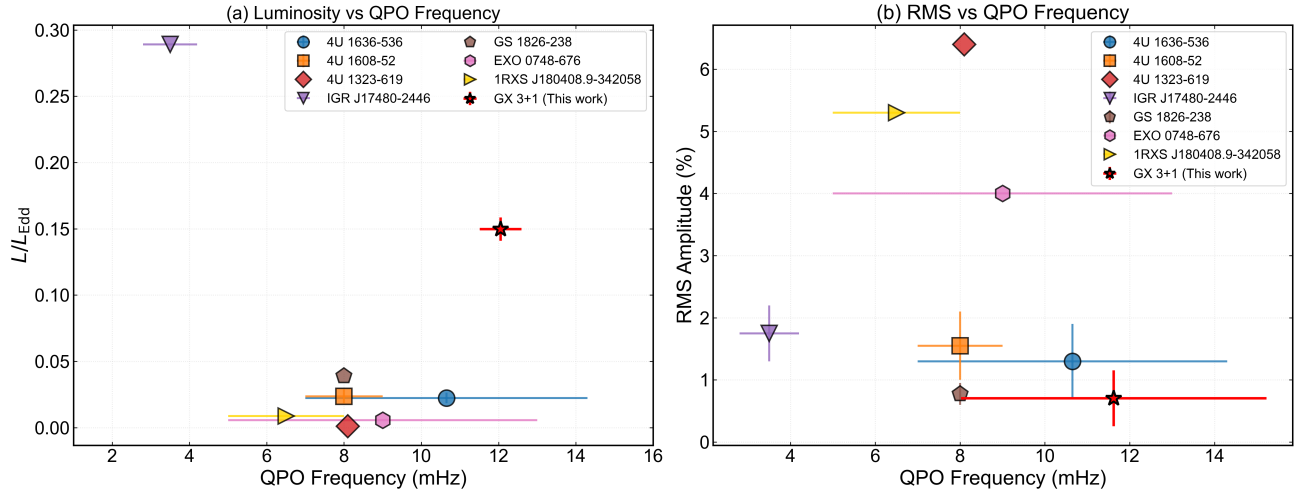 (a) Luminosity vs QPO Frequency
0.30
0.25
0.20
0.15
0.10
0.05
0.00
L/L_Edd
4U 1636-536
4U 1608-52
4U 1323-619
IGR J17480-2446
GS 1826-238
EXO 0748-676
1RXS J180408.9-342058
GX 3+1 (This work)
2 4 6 8 10 12 14 16
QPO Frequency (mHz)
(b) RMS vs QPO Frequency
6
5
4
3
2
1
0
RMS Amplitude (%)
4U 1636-536
4U 1608-52
4U 1323-619
IGR J17480-2446
GS 1826-238
EXO 0748-676
1RXS J180408.9-342058
GX 3+1 (This work)
4 6 8 10 12 14
QPO Frequency (mHz)